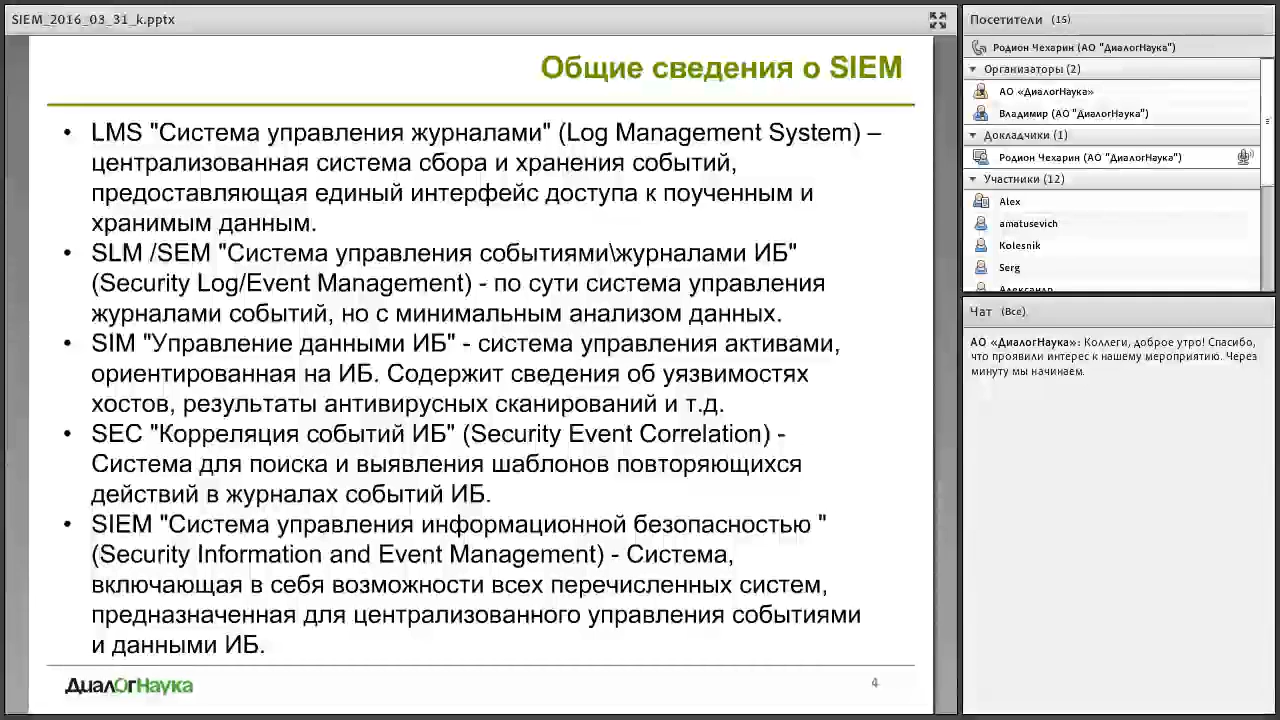 SIEM_2016_03_31_k.pptx
Общие сведения о SIEM
• LMS "Система управления журналами" (Log Management System) –
централизованная система сбора и хранения событий,
предоставляющая единый интерфейс доступа к поученным и
хранимым данным.
• SLM /SEM "Система управления событиями\журналами ИБ"
(Security Log/Event Management) - по сути система управления
журналами событий, но с минимальным анализом данных.
• SIM "Управление данными ИБ" - система управления активами,
ориентированная на ИБ. Содержит сведения об уязвимостях
хостов, результаты антивирусных сканирований и т.д.
• SEC "Корреляция событий ИБ" (Security Event Correlation) -
Система для поиска и выявления шаблонов повторяющихся
действий в журналах событий ИБ.
• SIEM "Система управления информационной безопасностью "
(Security Information and Event Management) - Система,
включающая в себя возможности всех перечисленных систем,
предназначенная для централизованного управления событиями
и данными ИБ.
ДиалОгНаука
4
Посетители (15)
Родион Чехарин (АО "ДиалогНаука")
Организаторы (2)
АО «ДиалогНаука»
Владимир (АО "ДиалогНаука")
Докладчики (1)
Родион Чехарин (АО "ДиалогНаука")
Участники (12)
Alex
amatusevich
Kolesnik
Serg
Александр
Чат (Все)
АО «ДиалогНаука»: Коллеги, доброе утро! Спасибо,
что проявили интерес к нашему мероприятию. Через
минуту мы начинаем.